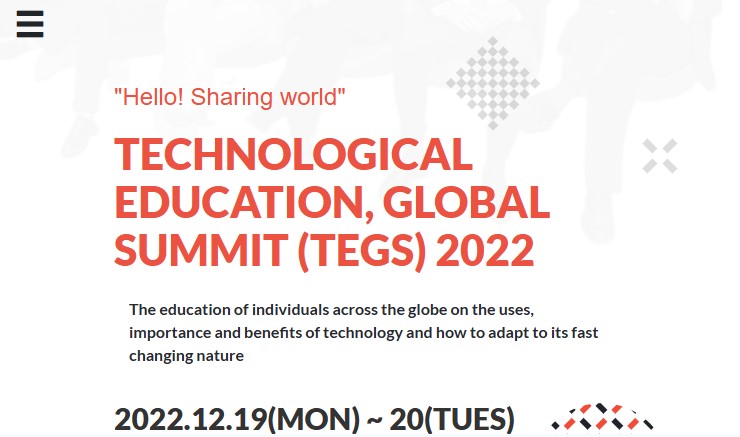 "Hello! Sharing world"
TECHNOLOGICAL
EDUCATION, GLOBAL
SUMMIT (TEGS) 2022
The education of individuals across the globe on the uses,
importance and benefits of technology and how to adapt to its fast
changing nature
2022.12.19(MON) ~ 20(TUES)